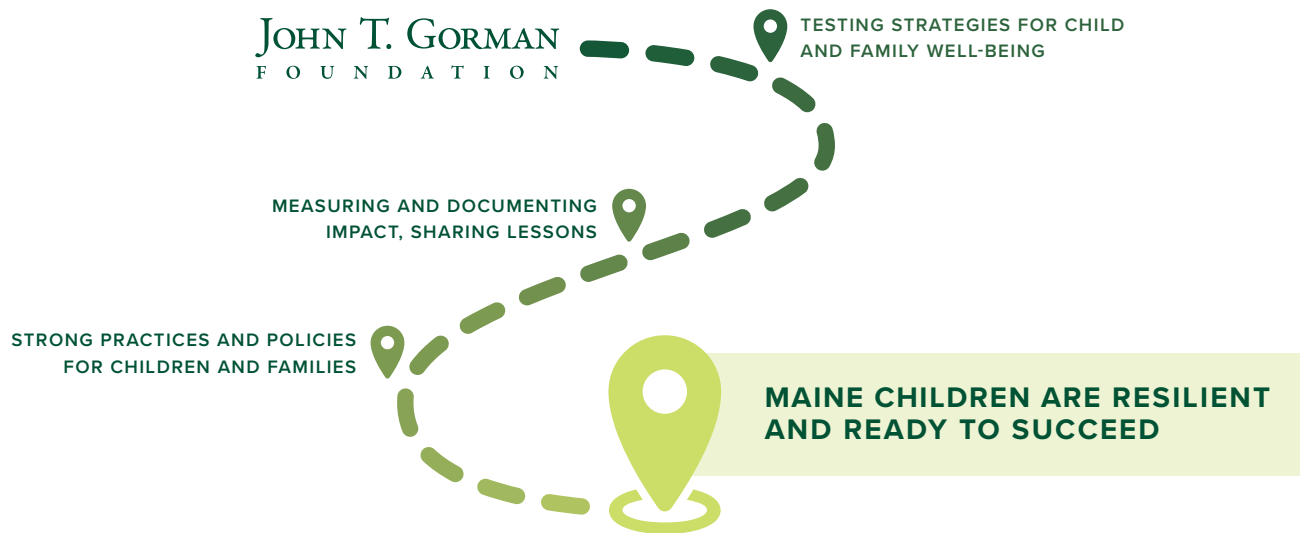 JOHN T. GORMAN
FOUNDATION
TESTING STRATEGIES FOR CHILD
AND FAMILY WELL-BEING
MEASURING AND DOCUMENTING
IMPACT, SHARING LESSONS
STRONG PRACTICES AND POLICIES
FOR CHILDREN AND FAMILIES
MAINE CHILDREN ARE RESILIENT
AND READY TO SUCCEED